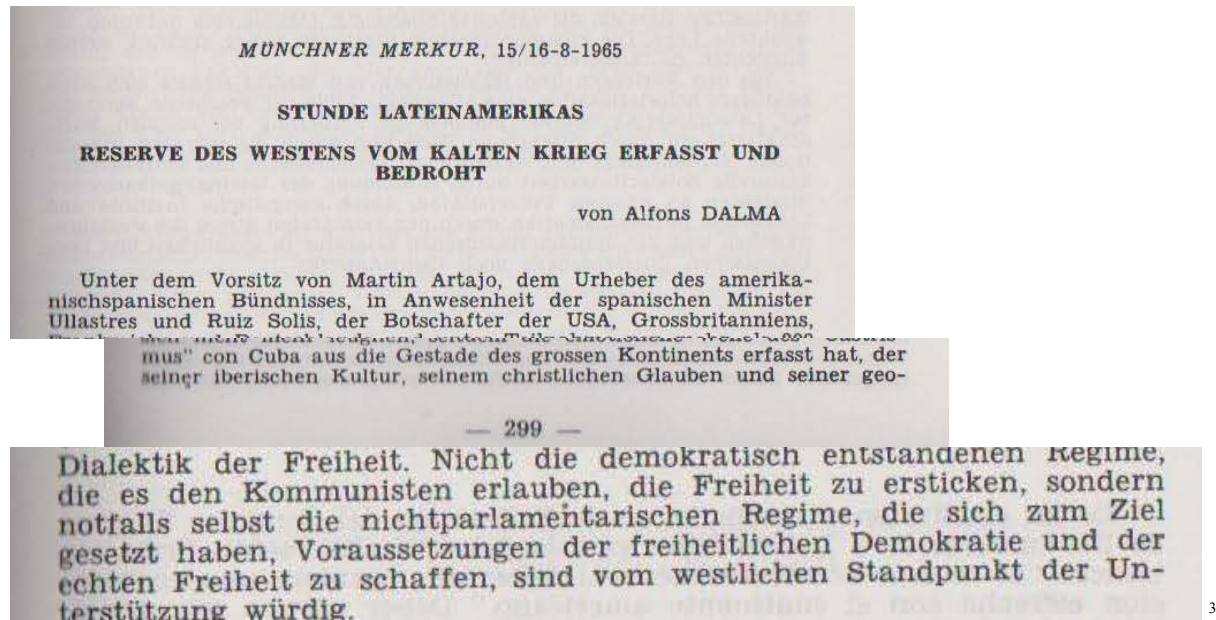 MÜNCHNER MERKUR, 15/16-8-1965
STUNDE LATEINAMERIKAS
RESERVE DES WESTENS VOM KALTEN KRIEG ERFASST UND
BEDROHT
von Alfons DALMA
Unter dem Vorsitz von Martin Artajo, dem Urheber des amerika-
nischspanischen Bündnisses, in Anwesenheit der spanischen Minister
Ullastres und Ruiz Solis, der Botschafter der USA, Grossbritanniens,
mus" con Cuba aus die Gestade des grossen Kontinents erfasst hat, der
seiner iberischen Kultur, seinem christlichen Glauben und seiner geo-
— 299 —
Dialektik der Freiheit. Nicht die demokratisch entstandenen Regime,
die es den Kommunisten erlauben, die Freiheit zu ersticken, sondern
notfalls selbst die nichtparlamentarischen Regime, die sich zum Ziel
gesetzt haben, Voraussetzungen der freiheitlichen Demokratie und der
echten Freiheit zu schaffen, sind vom westlichen Standpunkt der Un-
terstützung würdig.
3